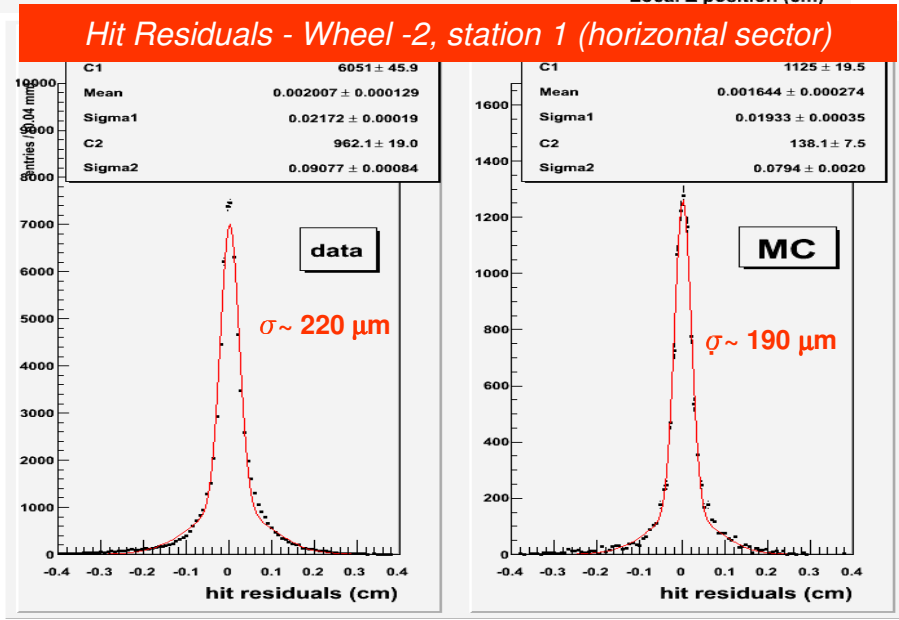 Hit Residuals - Wheel -2, station 1 (horizontal sector)
C1 6051 ± 45.9
Mean 0.002007 ± 0.000129
Sigma1 0.02172 ± 0.00019
C2 962.1 ± 19.0
Sigma2 0.09077 ± 0.00084
entries / 0.04 mm
10000
9000
8000
7000
6000
5000
4000
3000
2000
1000
0
data
σ~ 220 μm
-0.4 -0.3 -0.2 -0.1 0 0.1 0.2 0.3 0.4
hit residuals (cm)
C1 1125 ± 19.5
Mean 0.001644 ± 0.000274
Sigma1 0.01933 ± 0.00035
C2 138.1 ± 7.5
Sigma2 0.0794 ± 0.0020
1600
1400
1200
1000
800
600
400
200
0
MC
σ~ 190 μm
-0.4 -0.3 -0.2 -0.1 0 0.1 0.2 0.3 0.4
hit residuals (cm)